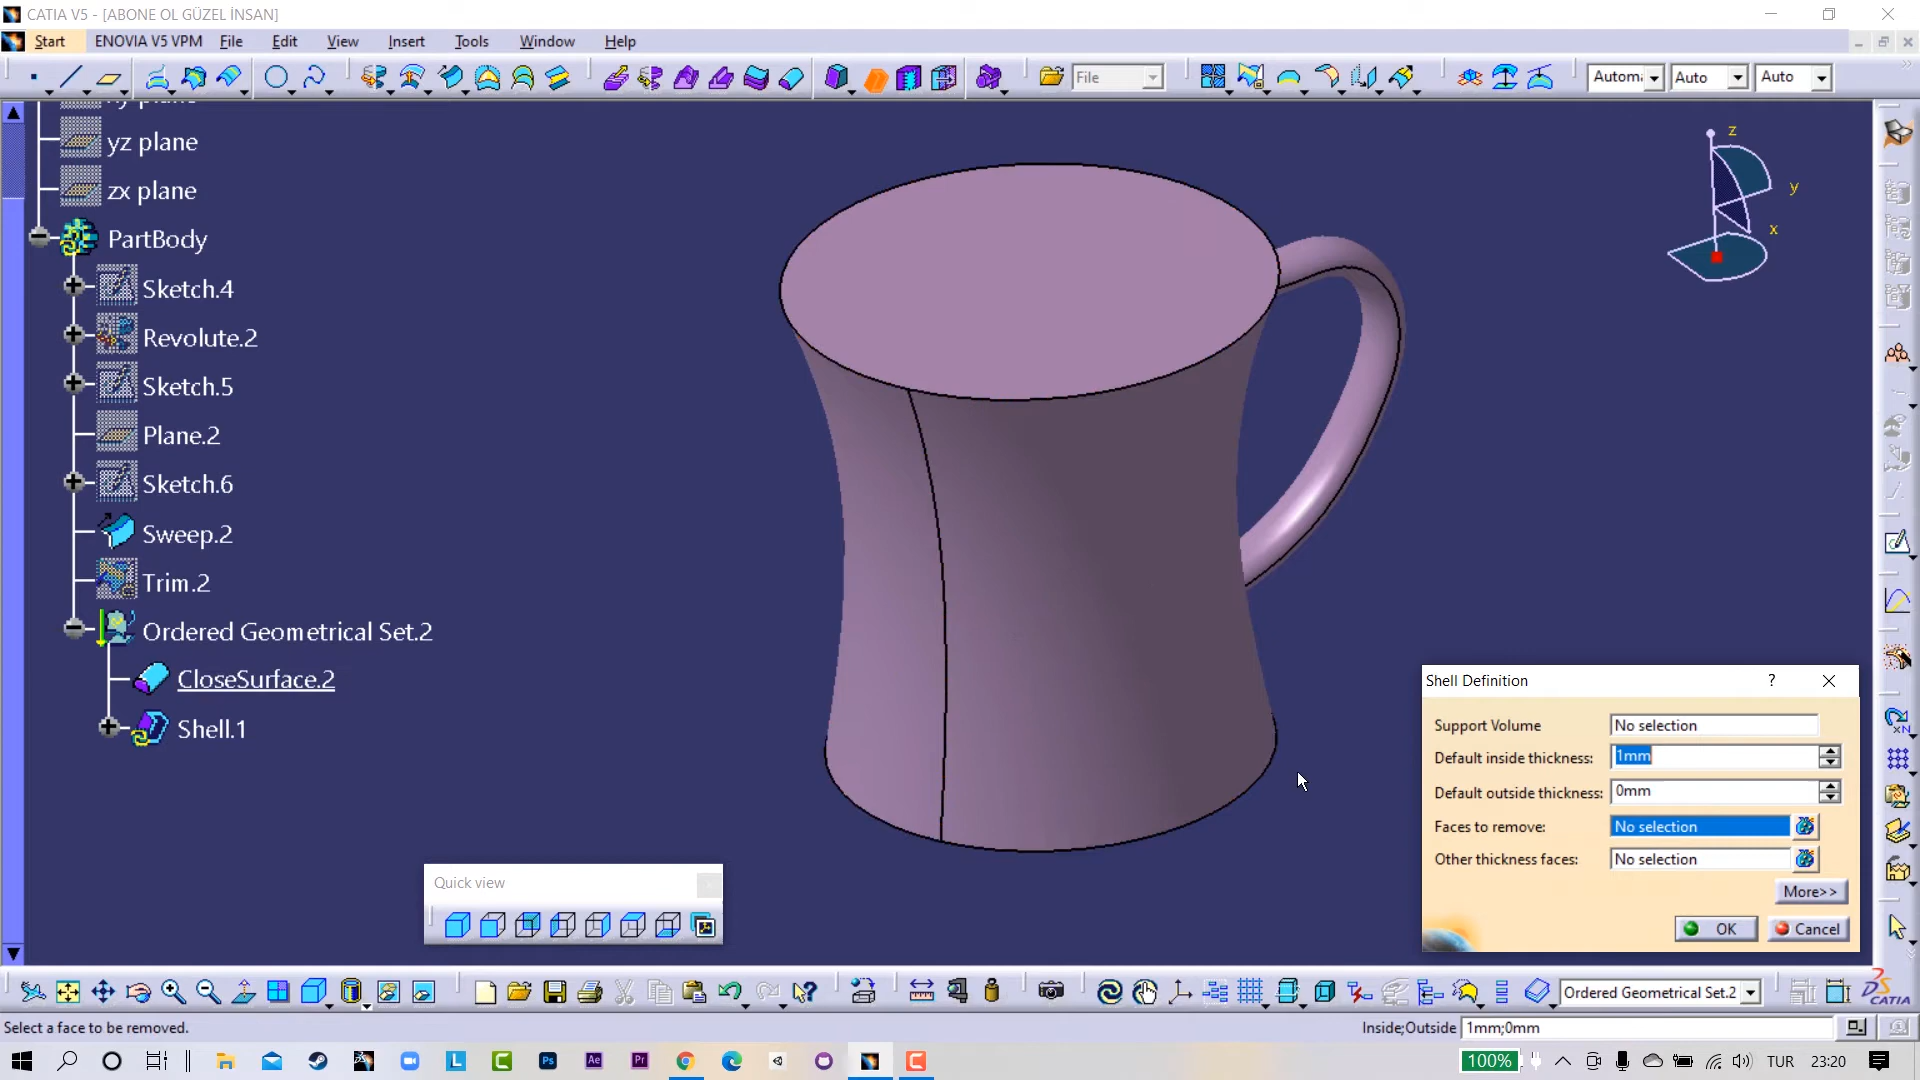 CATIA V5 - [ABONE OL GÜZEL İNSAN]
Start ENOVIA V5 VPM File Edit View Insert Tools Window Help
File
Auto Auto
z
y
x
yz plane
zx plane
PartBody
Sketch.4
Revolute.2
Sketch.5
Plane.2
Sketch.6
Sweep.2
Trim.2
Ordered Geometrical Set.2
CloseSurface.2
Shell.1
Shell Definition ?
Support Volume No selection
Default inside thickness: 1mm
Default outside thickness: 0mm
Faces to remove: No selection
Other thickness faces: No selection
More>>
OK Cancel
Quick view
Ordered Geometrical Set.2
CATIA
Select a face to be removed.
Inside;Outside 1mm;0mm
L C Ps Ae Pr C
100% TUR 23:20